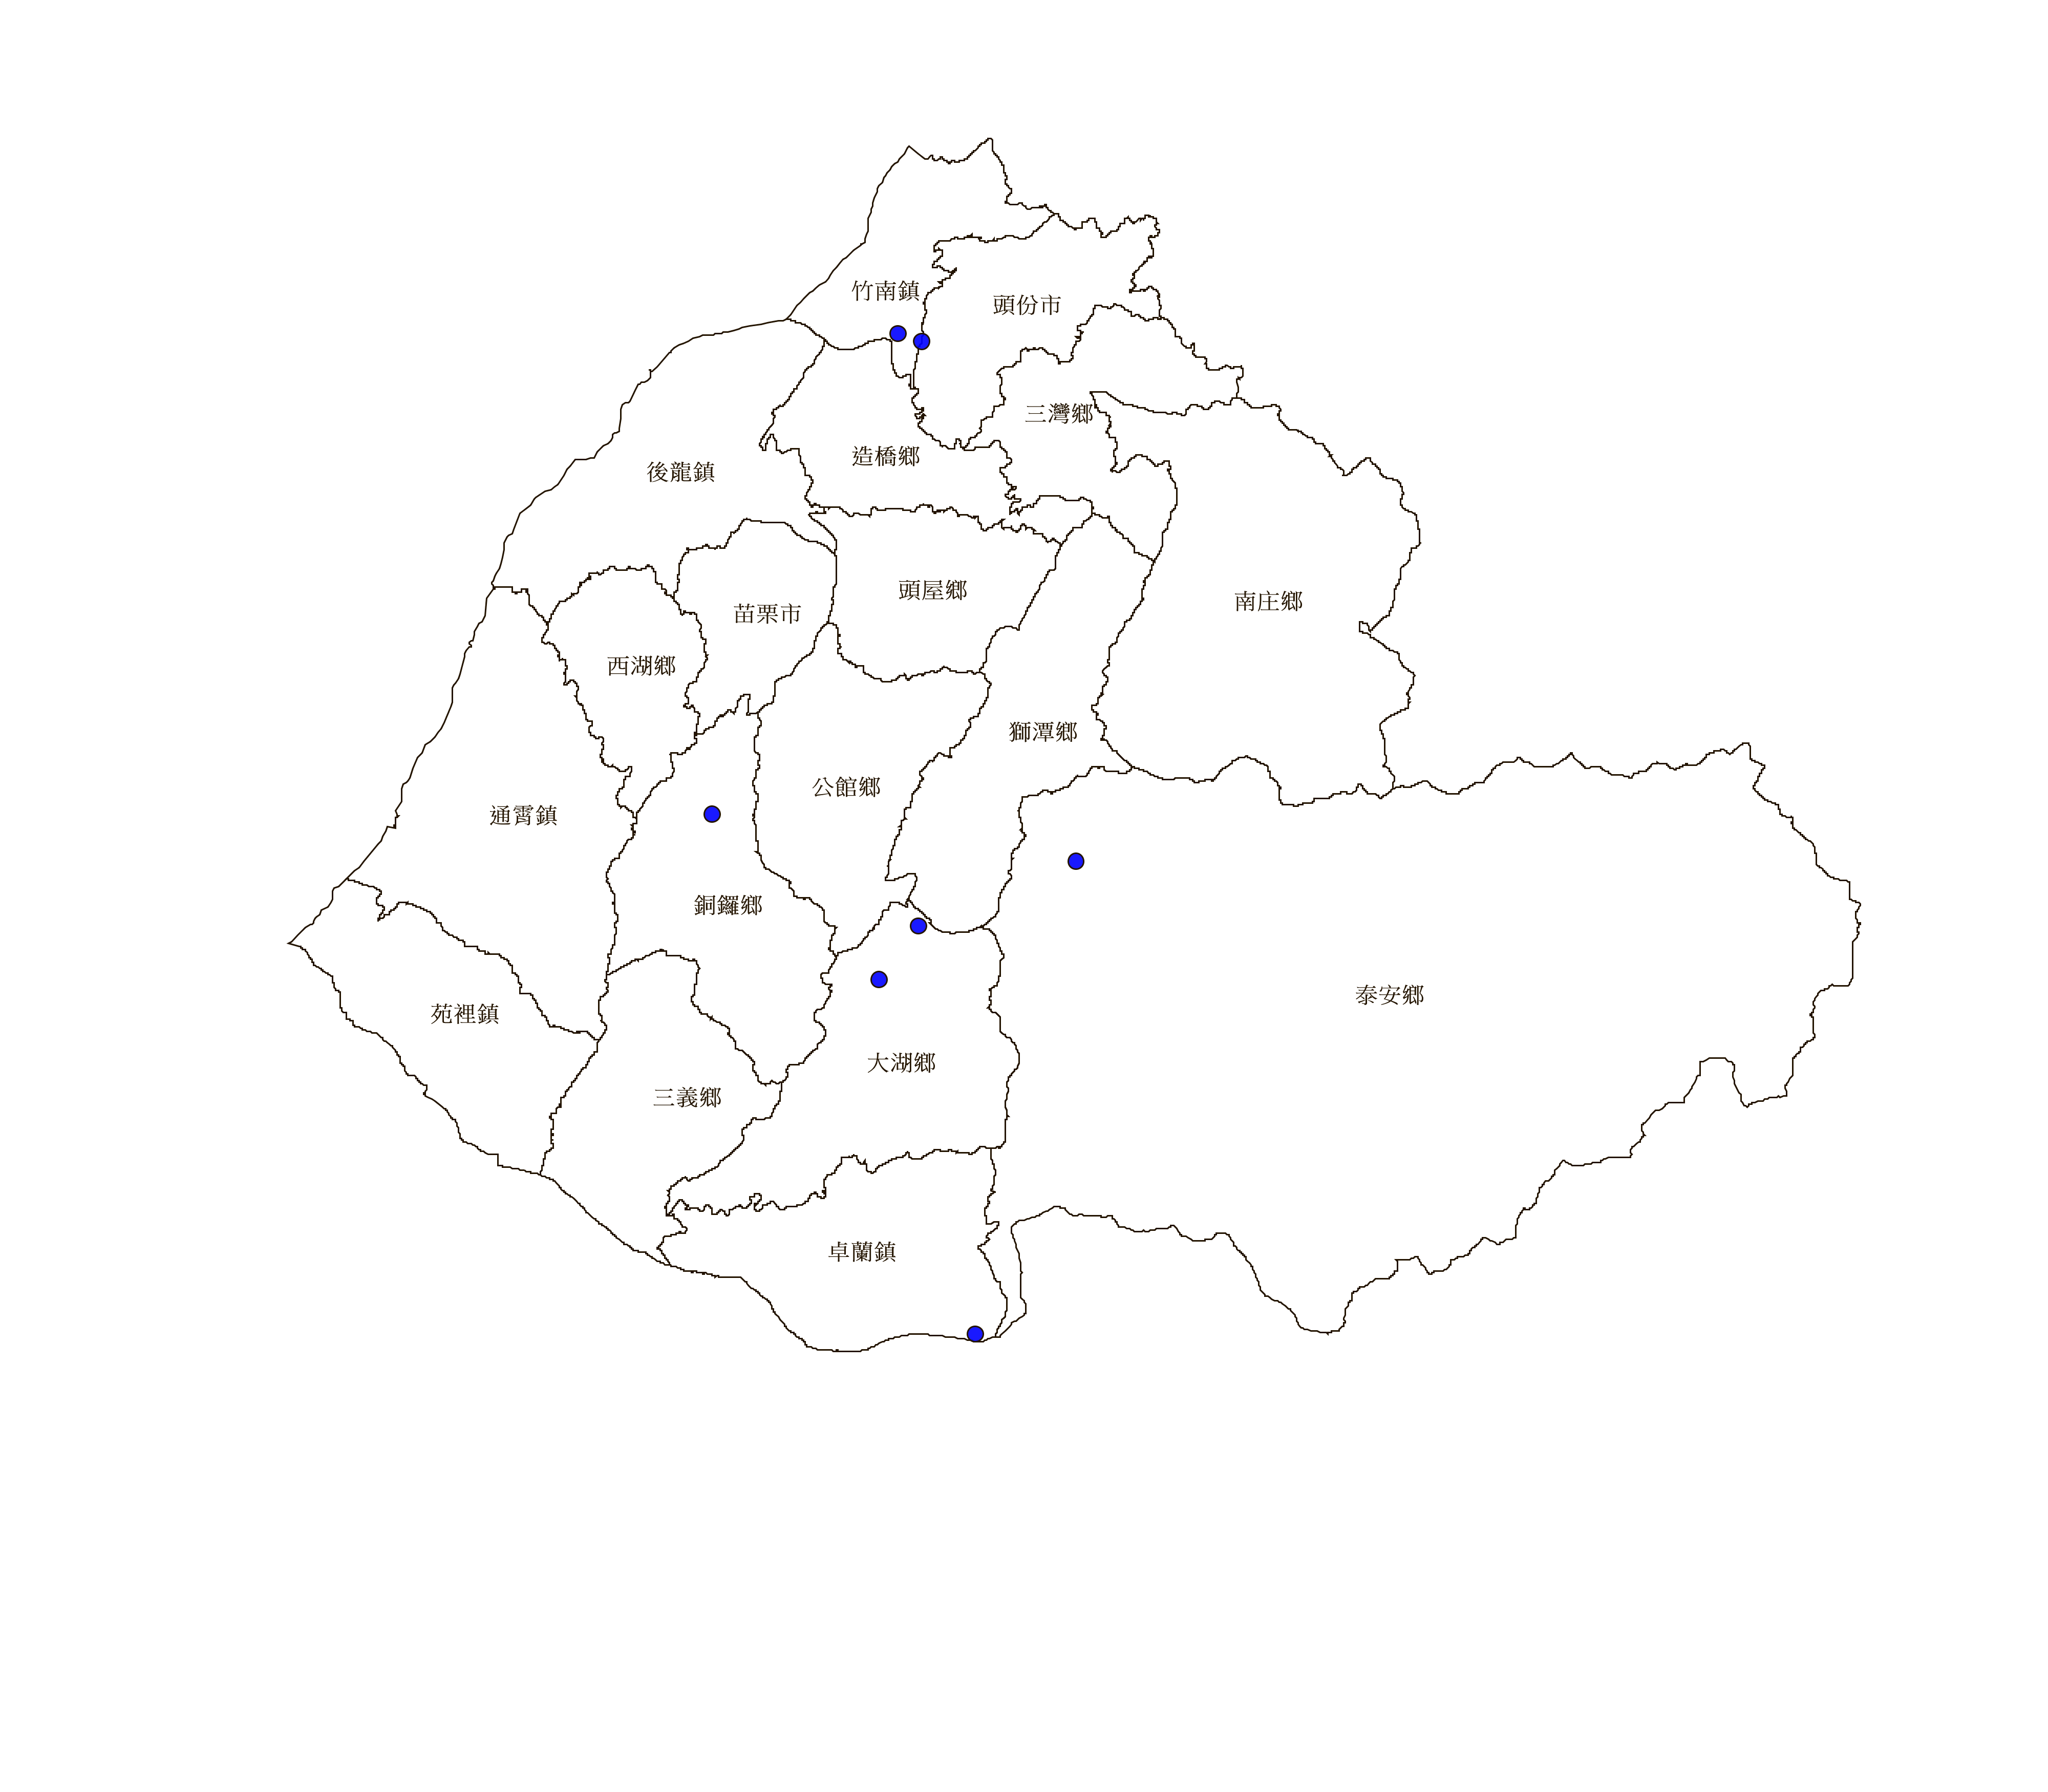 竹南鎮
頭份市
三灣鄉
造橋鄉
後龍鎮
頭屋鄉
南庄鄉
苗栗市
西湖鄉
獅潭鄉
公館鄉
通霄鎮
銅鑼鄉
泰安鄉
苑裡鎮
大湖鄉
三義鄉
卓蘭鎮